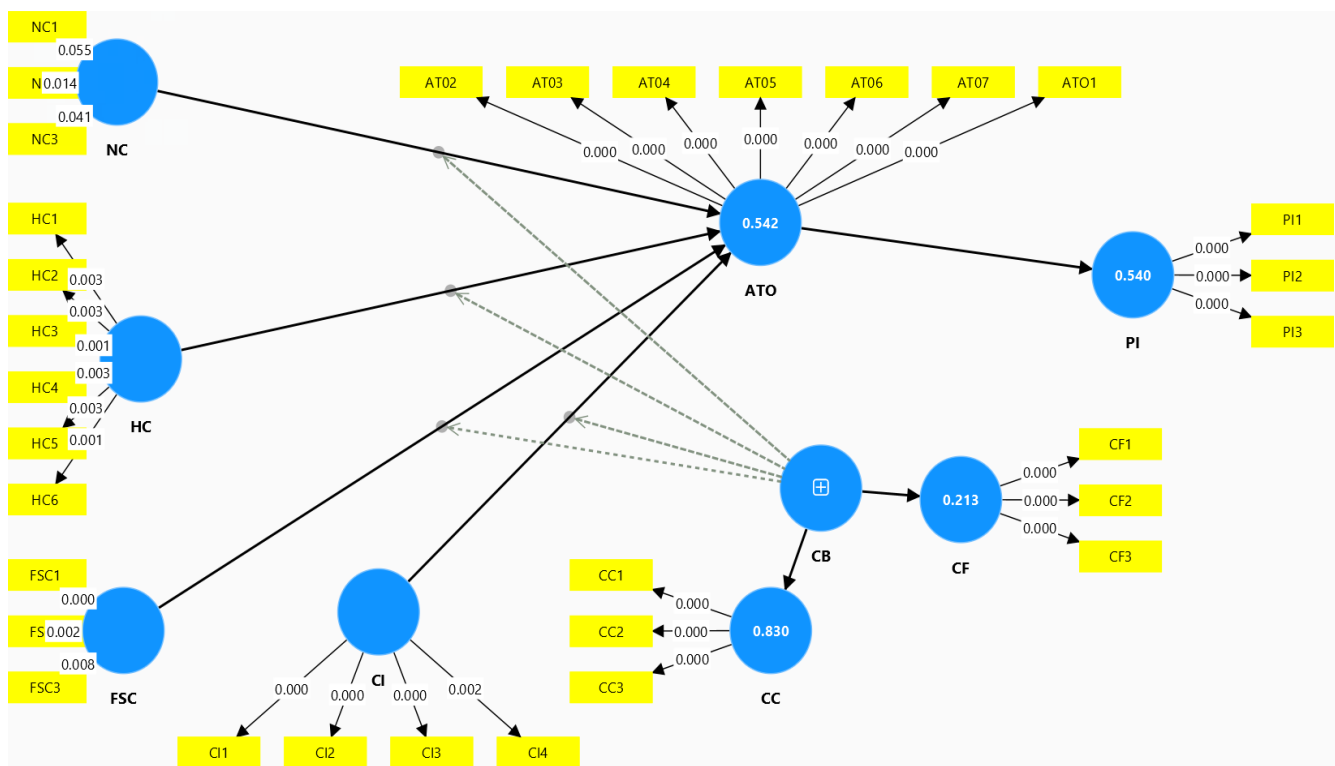 NC1
0.055
N
0.014
0.041
NC3
NC
AT02
AT03
AT04
AT05
AT06
AT07
ATO1
0.000
0.000
0.000
0.000
0.000
0.000
0.000
0.542
ATO
HC1
HC2
0.003
0.003
HC3
0.001
0.003
HC4
0.003
HC5
0.001
HC6
HC
PI1
0.000
0.540
0.000
PI2
0.000
PI3
PI
CB
CF1
0.000
0.213
0.000
CF2
0.000
CF3
CF
FSC1
0.000
FS
0.002
0.008
FSC3
FSC
CI
0.000
0.000
0.000
0.002
CI1
CI2
CI3
CI4
CC1
0.000
CC2
0.000
0.830
0.000
CC3
CC